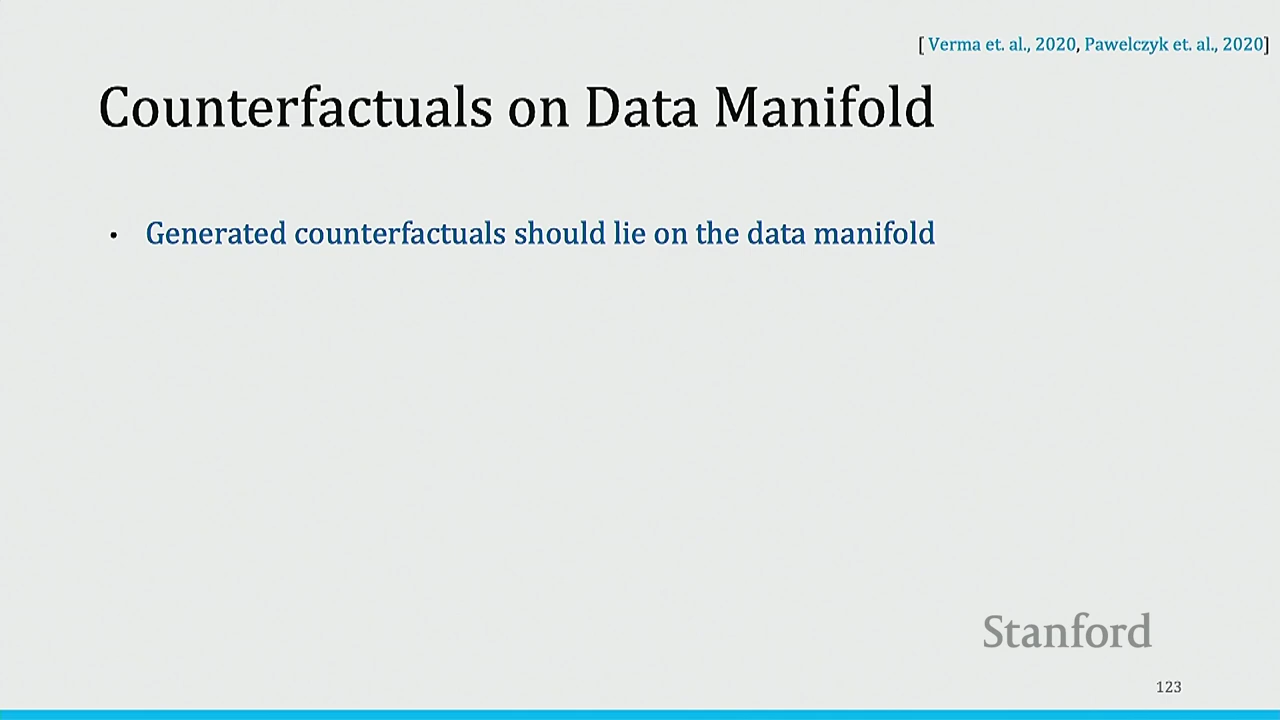 [ Verma et. al., 2020, Pawelczyk et. al., 2020]
Counterfactuals on Data Manifold
• Generated counterfactuals should lie on the data manifold
Stanford
123